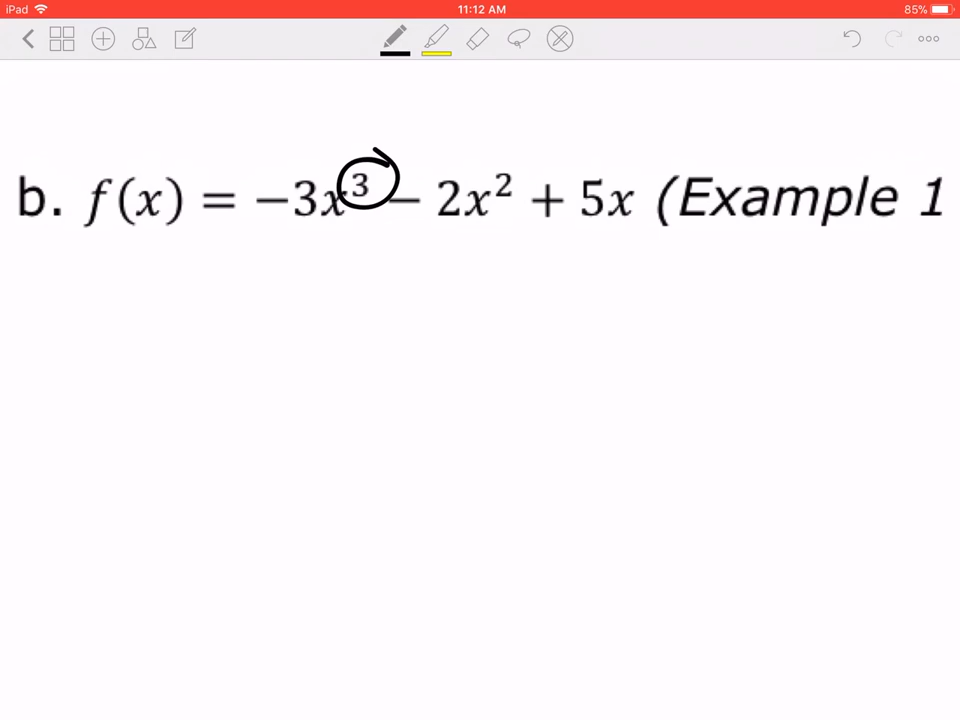 iPad 11:12 AM 85%
b. f(x) = −3x³ − 2x² + 5x (Example 1